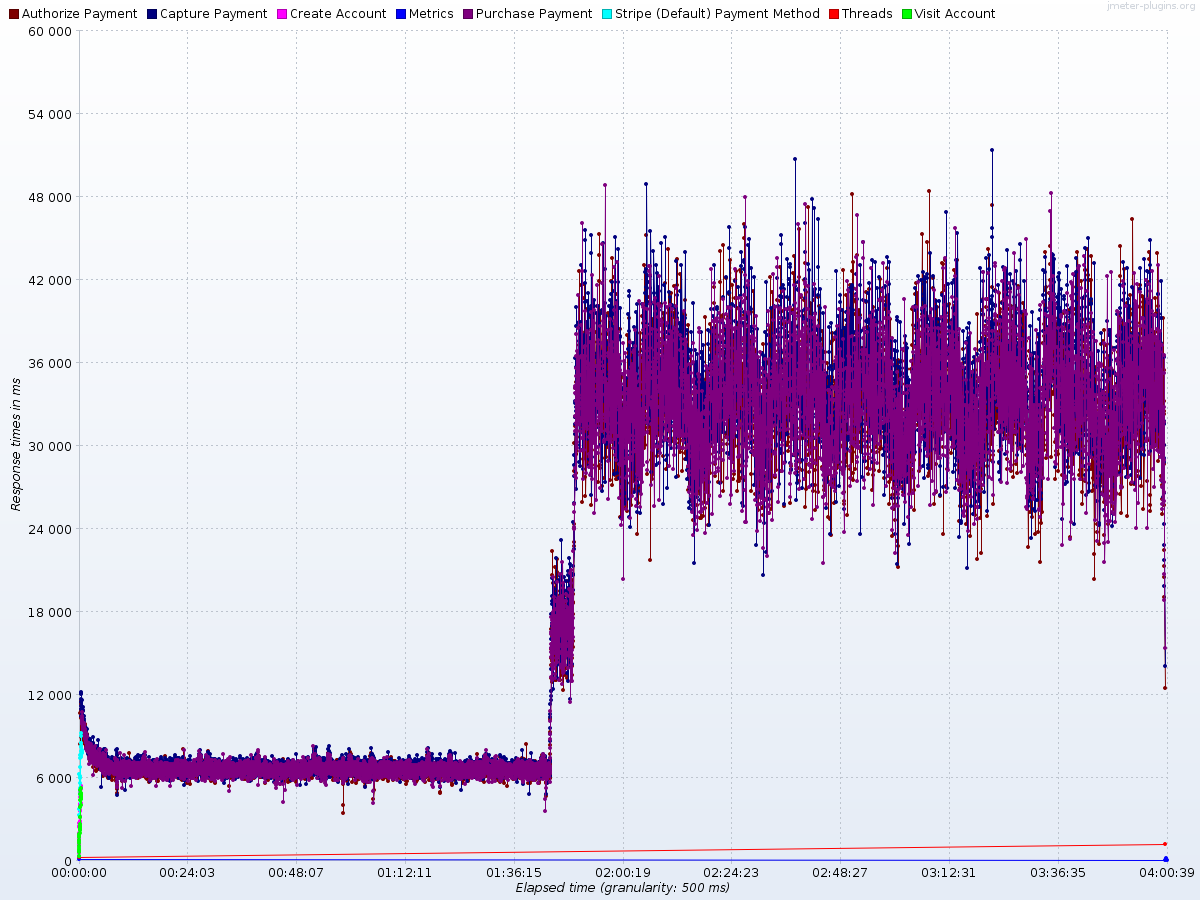 jmeter-plugins.org
Authorize Payment Capture Payment Create Account Metrics Purchase Payment Stripe (Default) Payment Method Threads Visit Account
60 000
54 000
48 000
42 000
36 000
30 000
24 000
18 000
12 000
6 000
0
Response times in ms
00:00:00 00:24:03 00:48:07 01:12:11 01:36:15 02:00:19 02:24:23 02:48:27 03:12:31 03:36:35 04:00:39
Elapsed time (granularity: 500 ms)